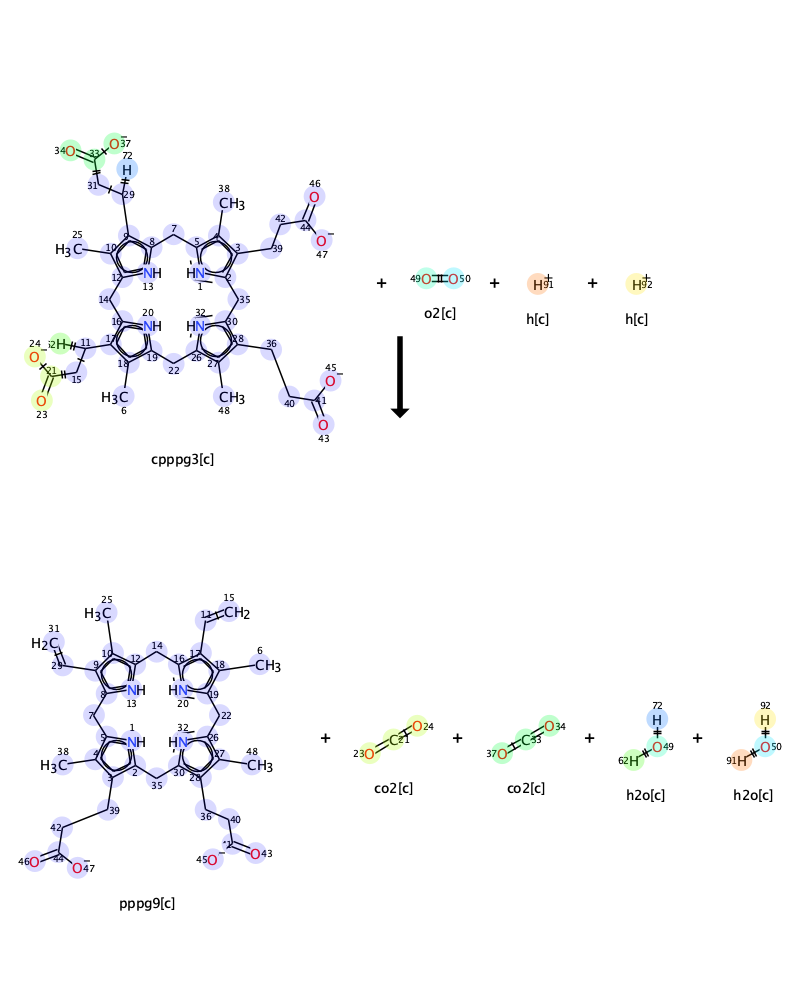 34 O 33 O⁻ 37
72
H
31 29
38
CH₃
46
O
25
H₃C 10 9 8 7 5 4 3 42 44
O⁻
47
39
12 NH 13 HN 1 2
14 35
20 32
16 NH HN 30
24 O⁻ H 11 17 28 36
21 15 18 19 22 26 27
45
O⁻
O
23
H₃C
6
CH₃
48
40 41
O
43
cpppg3[c]
+
49 O O 50
o2[c]
+
H⁺ 91
h[c]
+
H⁺ 92
h[c]
31
H₂C
29
25
H₃C
15
CH₂
11
6
CH₃
10 9 12 14 16 17 18
8 NH 13 HN 20 19
7 22
1 32
5 NH HN 26
38
H₃C 4 3 2 35 30 28 27
48
CH₃
39 36
42 40
46 O 44 O⁻ 47
45 O⁻ O 43
pppg9[c]
+
23 O C 21 O 24
co2[c]
+
37 O C 33 O 34
co2[c]
+
72
H
62 H O 49
h2o[c]
+
92
H
91 H O 50
h2o[c]